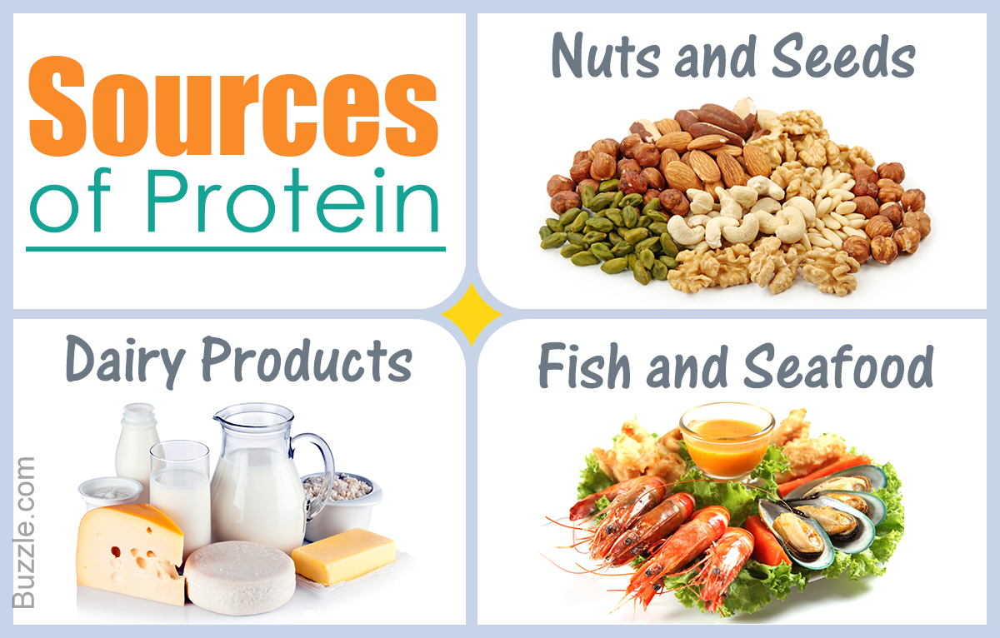 Sources
of Protein
Nuts and Seeds
Dairy Products
Fish and Seafood
Buzzle.com